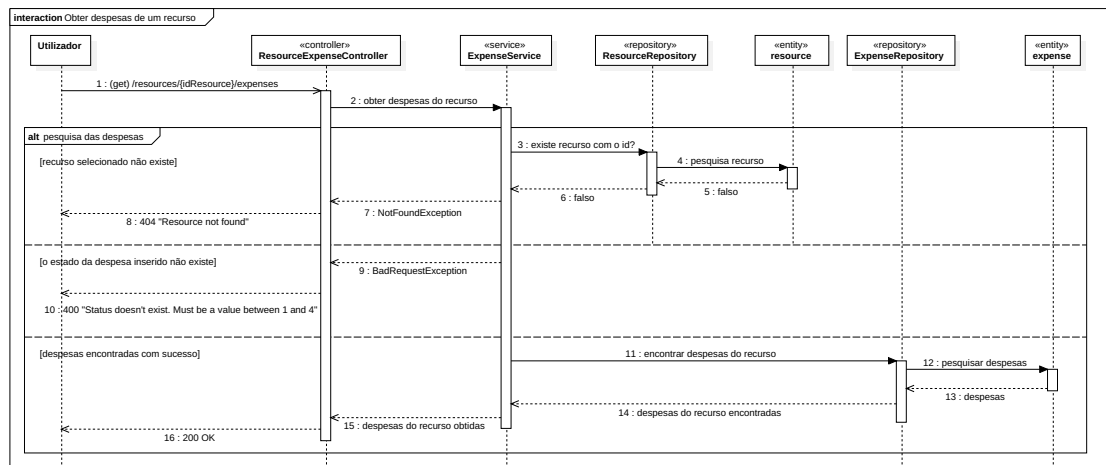 interaction Obter despesas de um recurso
Utilizador
«controller»
ResourceExpenseController
«service»
ExpenseService
«repository»
ResourceRepository
«entity»
resource
«repository»
ExpenseRepository
«entity»
expense
1 : (get) /resources/{idResource}/expenses
2 : obter despesas do recurso
alt pesquisa das despesas
[recurso selecionado não existe]
3 : existe recurso com o id?
4 : pesquisa recurso
5 : falso
6 : falso
7 : NotFoundException
8 : 404 "Resource not found"
[o estado da despesa inserido não existe]
9 : BadRequestException
10 : 400 "Status doesn't exist. Must be a value between 1 and 4"
[despesas encontradas com sucesso]
11 : encontrar despesas do recurso
12 : pesquisar despesas
13 : despesas
14 : despesas do recurso encontradas
15 : despesas do recurso obtidas
16 : 200 OK